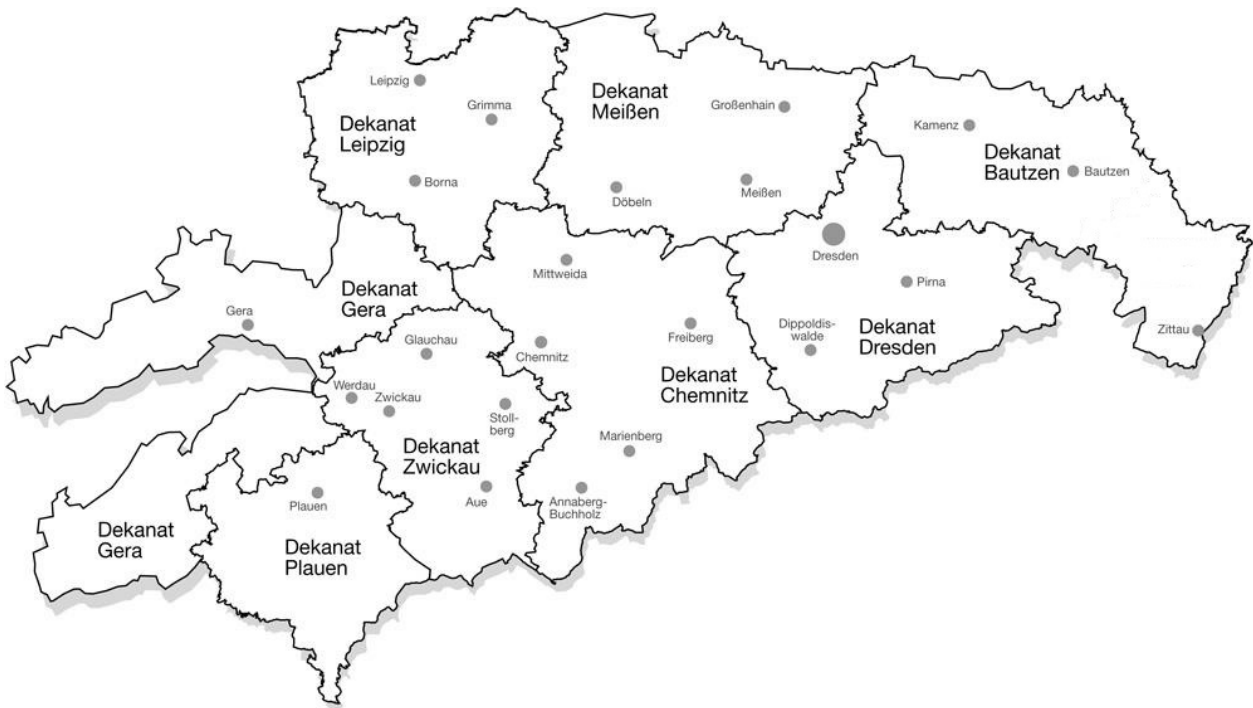 Leipzig
Grimma
Dekanat
Leipzig
Borna
Dekanat
Meißen
Großenhain
Döbeln
Meißen
Kamenz
Dekanat
Bautzen
Bautzen
Zittau
Dresden
Pirna
Dippoldis-
walde
Dekanat
Dresden
Mittweida
Chemnitz
Freiberg
Dekanat
Chemnitz
Marienberg
Annaberg-
Buchholz
Dekanat
Gera
Gera
Glauchau
Werdau
Zwickau
Stoll-
berg
Dekanat
Zwickau
Aue
Plauen
Dekanat
Plauen
Dekanat
Gera